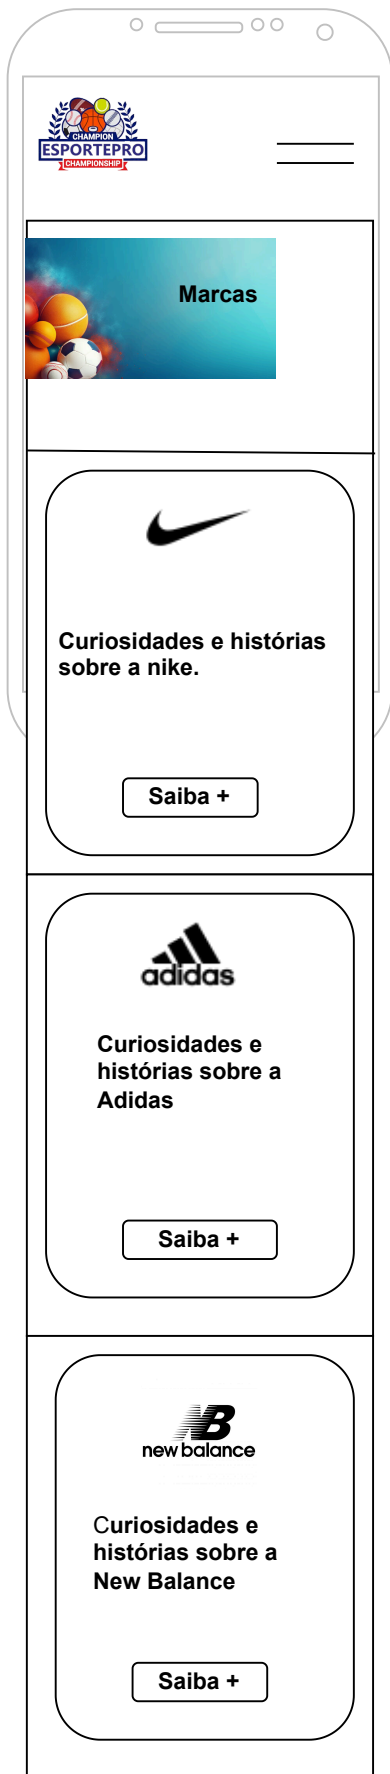 CHAMPION
ESPORTEPRO
CHAMPIONSHIP
Marcas
Curiosidades e histórias
sobre a nike.
Saiba +
adidas
Curiosidades e
histórias sobre a
Adidas
Saiba +
NB
new balance
Curiosidades e
histórias sobre a
New Balance
Saiba +